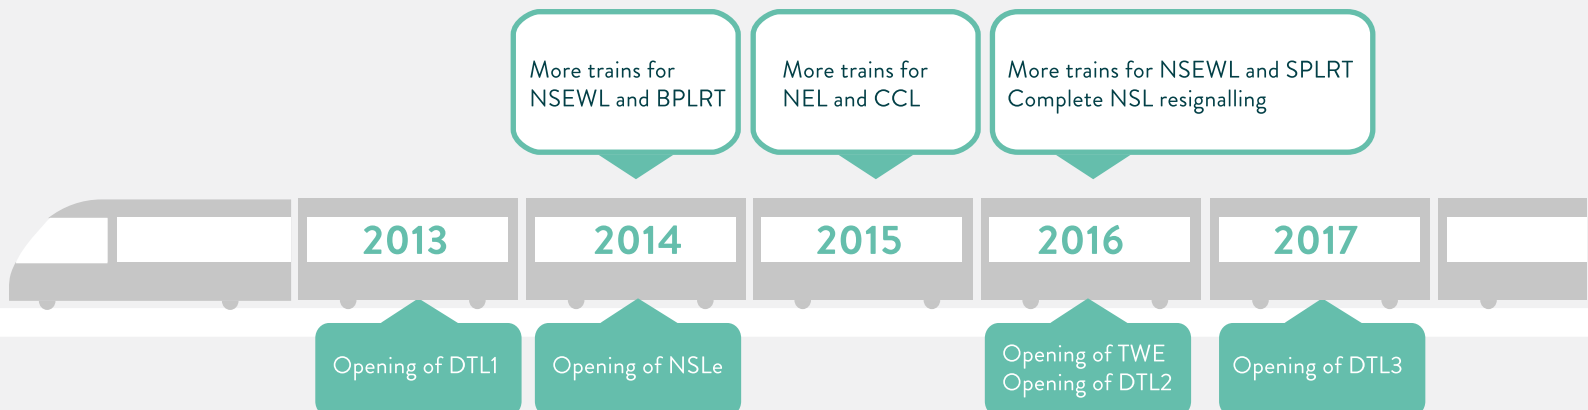 More trains for
NSEWL and BPLRT
More trains for
NEL and CCL
More trains for NSEWL and SPLRT
Complete NSL resignalling
2013
2014
2015
2016
2017
Opening of DTL1
Opening of NSLe
Opening of TWE
Opening of DTL2
Opening of DTL3